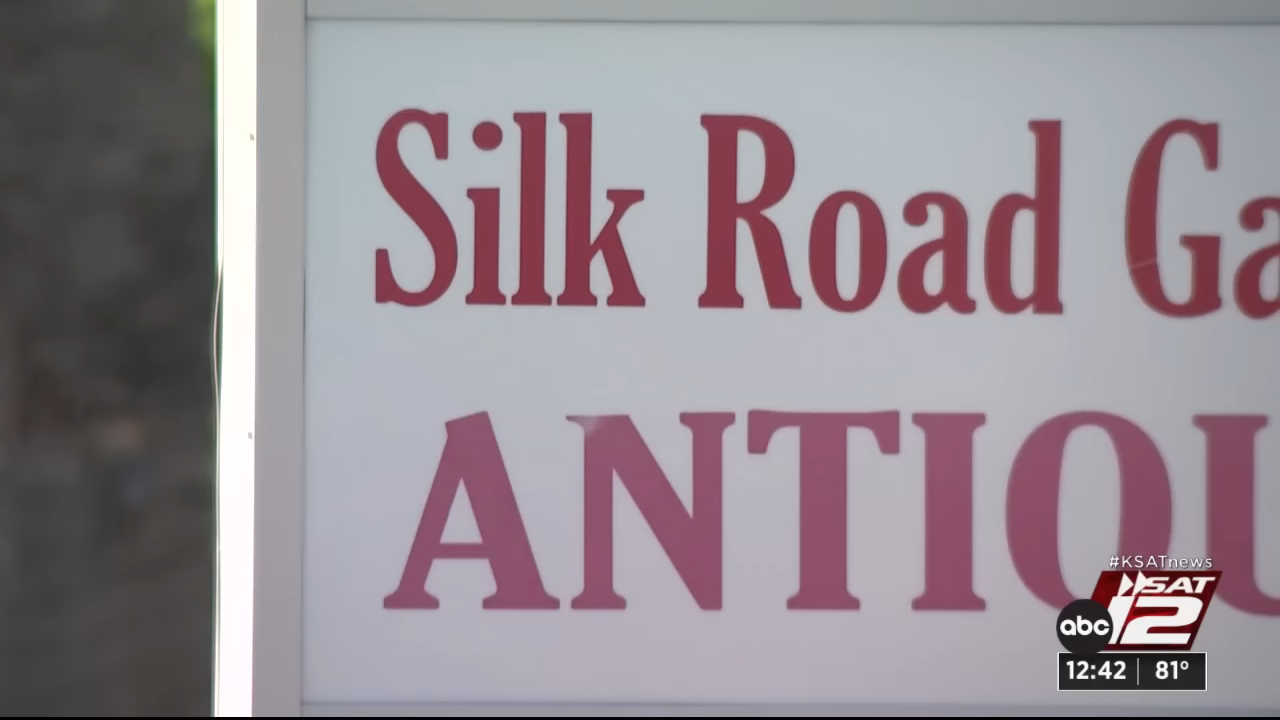 Silk Road Ga
ANTIQU
#KSATnews
KSAT
abc 12
12:42 81°